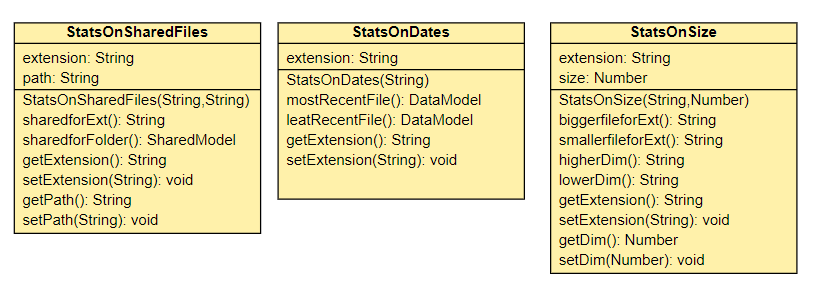 StatsOnSharedFiles
extension: String
path: String
StatsOnSharedFiles(String,String)
sharedforExt(): String
sharedforFolder(): SharedModel
getExtension(): String
setExtension(String): void
getPath(): String
setPath(String): void
StatsOnDates
extension: String
StatsOnDates(String)
mostRecentFile(): DataModel
leatRecentFile(): DataModel
getExtension(): String
setExtension(String): void
StatsOnSize
extension: String
size: Number
StatsOnSize(String,Number)
biggerfileforExt(): String
smallerfileforExt(): String
higherDim(): String
lowerDim(): String
getExtension(): String
setExtension(String): void
getDim(): Number
setDim(Number): void